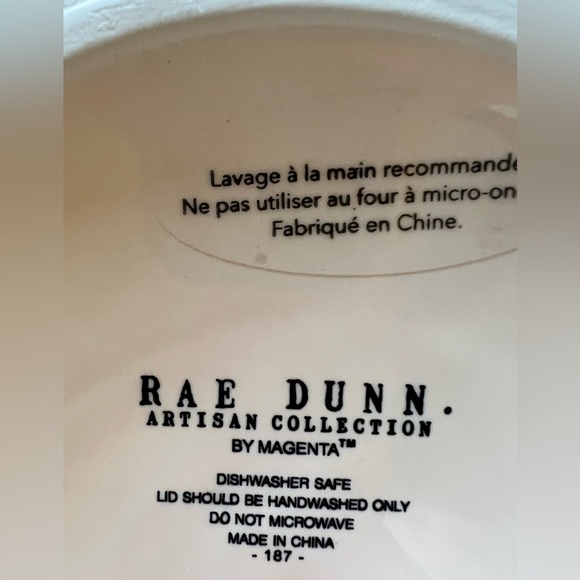 Lavage à la main recommandé
Ne pas utiliser au four à micro-on
Fabriqué en Chine.
RAE DUNN.
ARTISAN COLLECTION
BY MAGENTA™
DISHWASHER SAFE
LID SHOULD BE HANDWASHED ONLY
DO NOT MICROWAVE
MADE IN CHINA
- 187 -